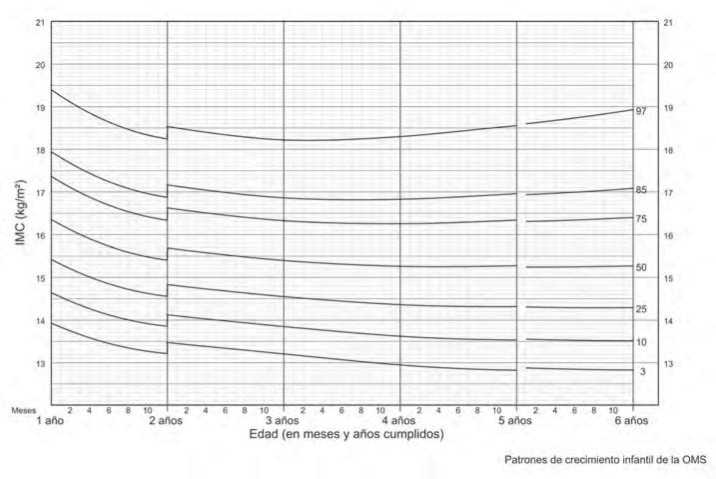 21 21
20 20
19 19
97
18 18
17 85 17
75
16 16
50
15 15
25
14 14
10
13 13
3
IMC (kg/m²)
Meses 2 4 6 8 10 2 4 6 8 10 2 4 6 8 10 2 4 6 8 10 2 4 6 8 10
1 año 2 años 3 años 4 años 5 años 6 años
Edad (en meses y años cumplidos)
Patrones de crecimiento infantil de la OMS